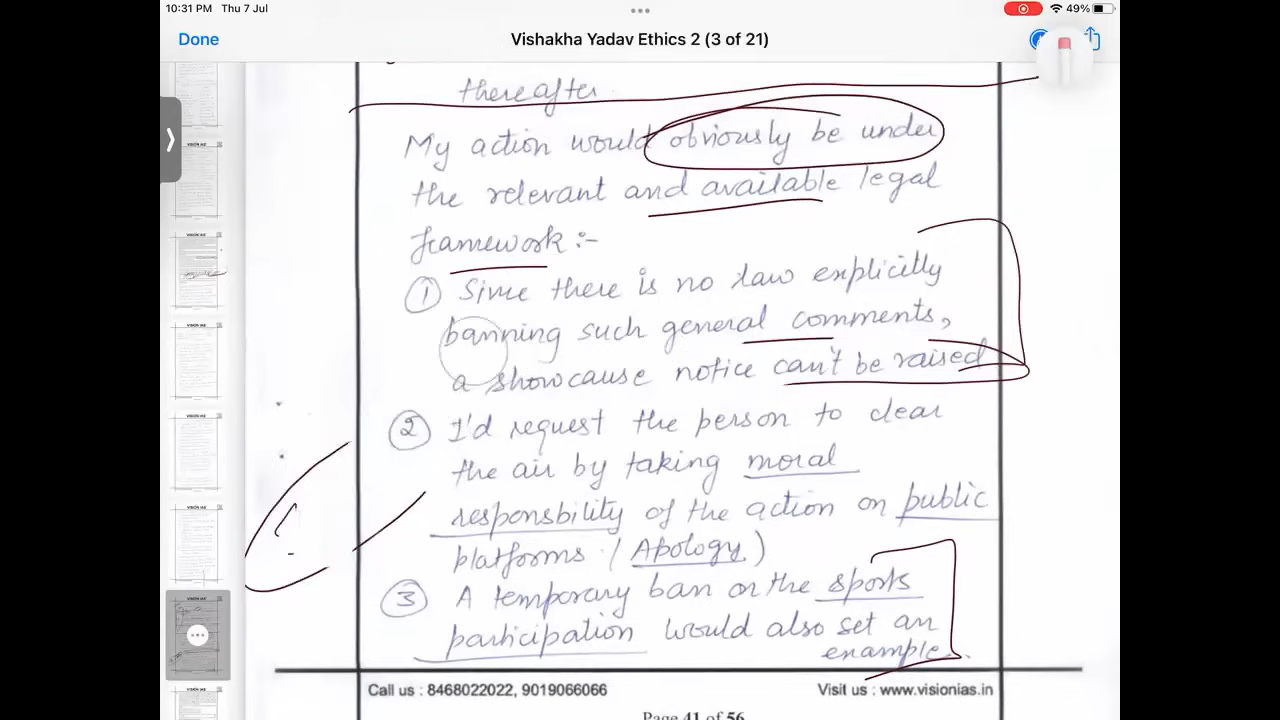 10:31 PM Thu 7 Jul
49%
Done
Vishakha Yadav Ethics 2 (3 of 21)
thereafter.
My action would obviously be under
the relevant and available legal
framework :-
① Since there is no law explicitly
banning such general comments,
a showcause notice can't be raised
② I'd request the person to clear
the air by taking moral
responsbility of the action on public
platforms. (Apology)
③ A temporary ban on the sports
participation would also set an
example.
Call us : 8468022022, 9019066066
Visit us : www.visionias.in
Page 41 of 56